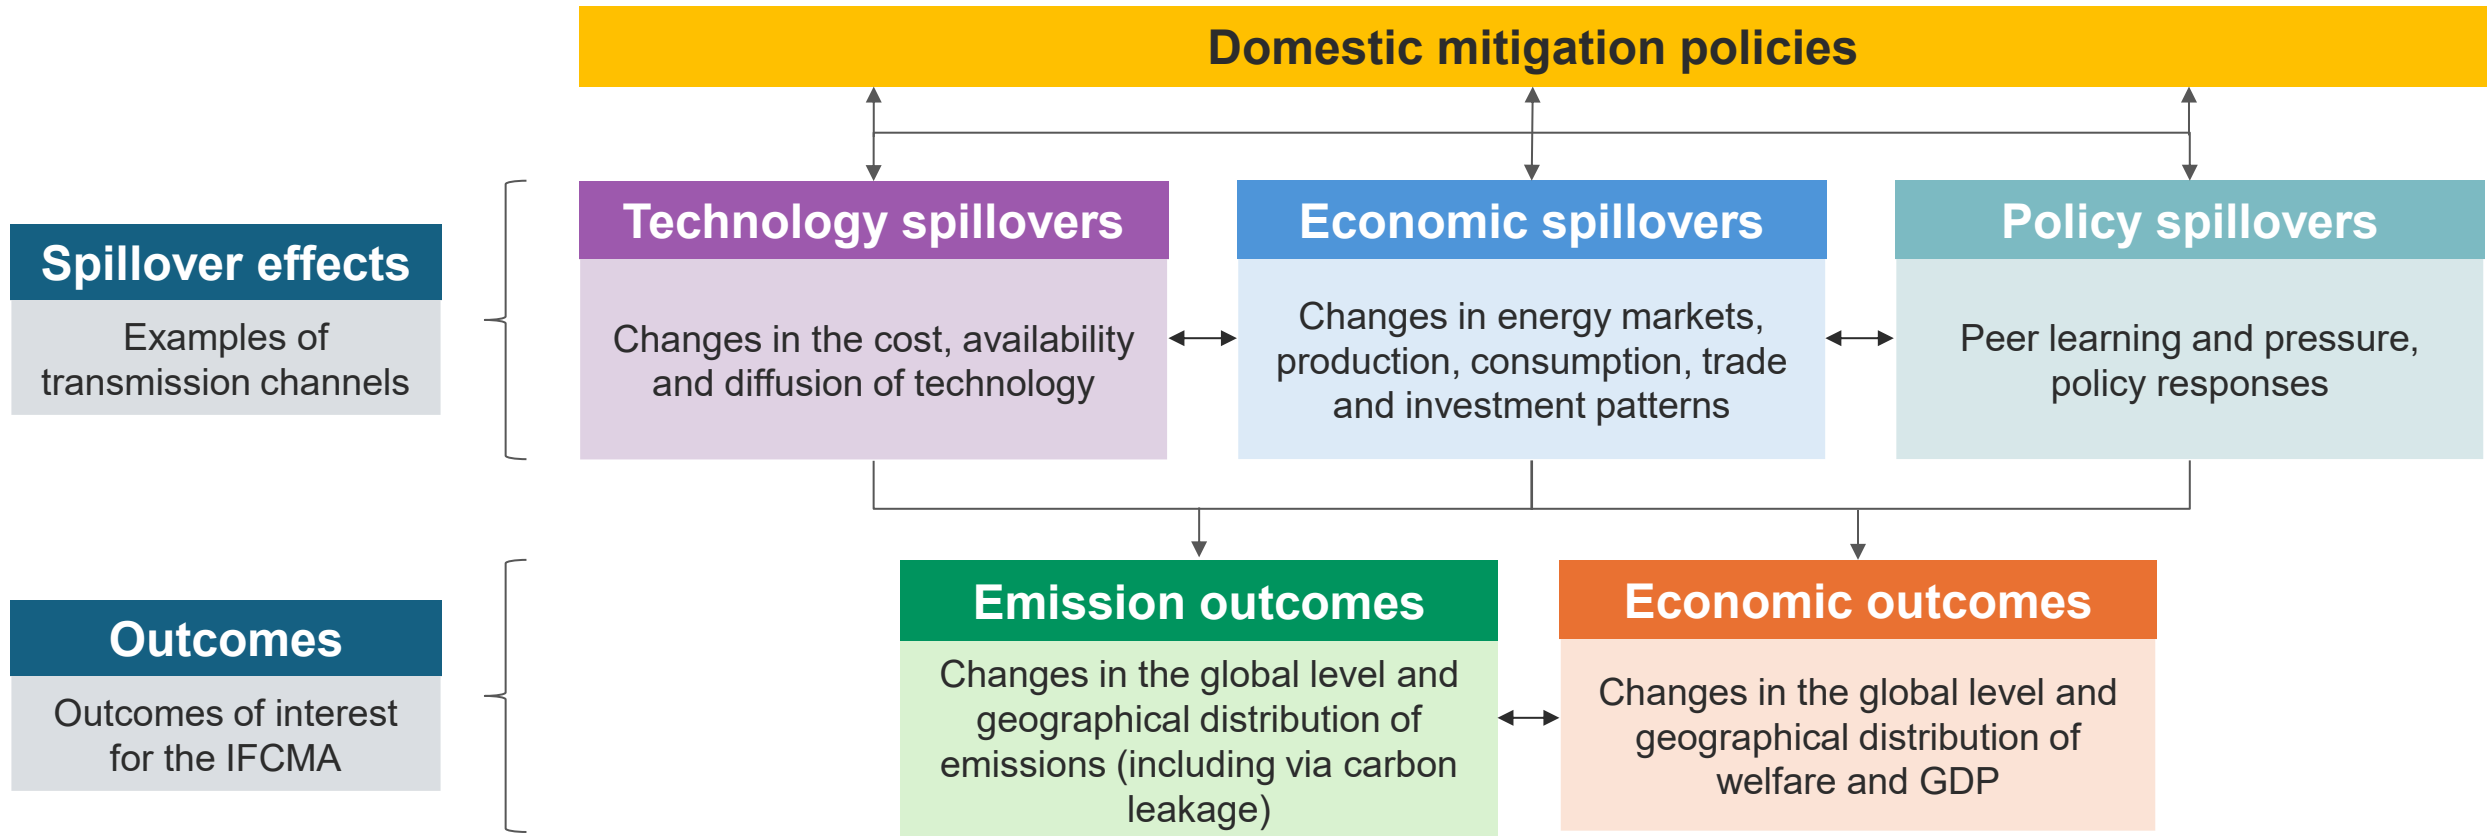 Domestic mitigation policies
Spillover effects
Examples of
transmission channels
Technology spillovers
Changes in the cost, availability
and diffusion of technology
Economic spillovers
Changes in energy markets,
production, consumption, trade
and investment patterns
Policy spillovers
Peer learning and pressure,
policy responses
Outcomes
Outcomes of interest
for the IFCMA
Emission outcomes
Changes in the global level and
geographical distribution of
emissions (including via carbon
leakage)
Economic outcomes
Changes in the global level and
geographical distribution of
welfare and GDP